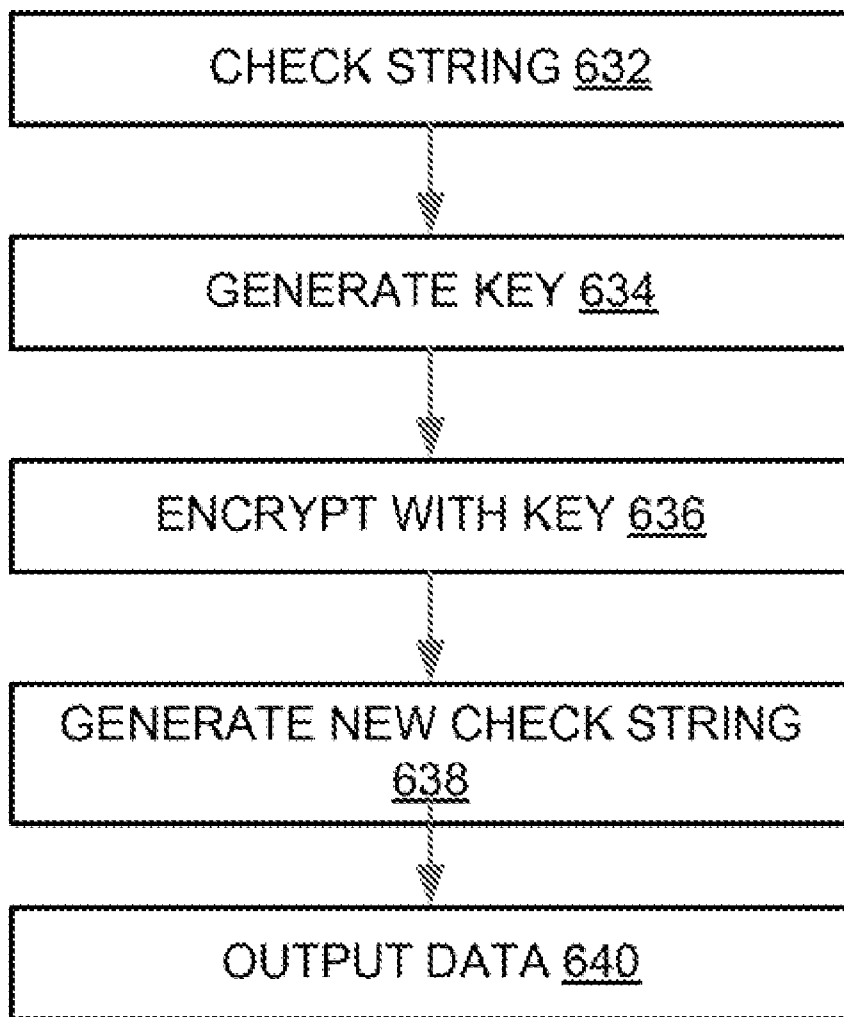 CHECK STRING 632
GENERATE KEY 634
ENCRYPT WITH KEY 636
GENERATE NEW CHECK STRING
638
OUTPUT DATA 640